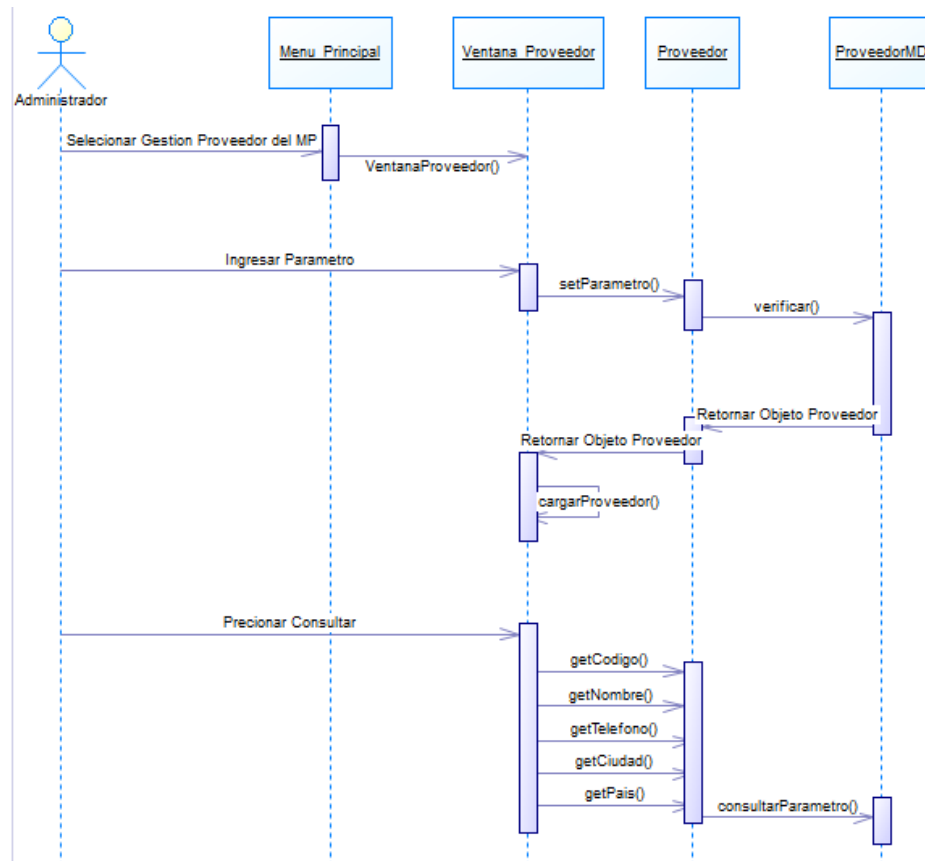 Menu_Principal
Ventana_Proveedor
Proveedor
ProveedorMD
Administrador
Selecionar Gestion Proveedor del MP
VentanaProveedor()
Ingresar Parametro
setParametro()
verificar()
Retornar Objeto Proveedor
Retornar Objeto Proveedor
cargarProveedor()
Precionar Consultar
getCodigo()
getNombre()
getTelefono()
getCiudad()
getPais()
consultarParametro()